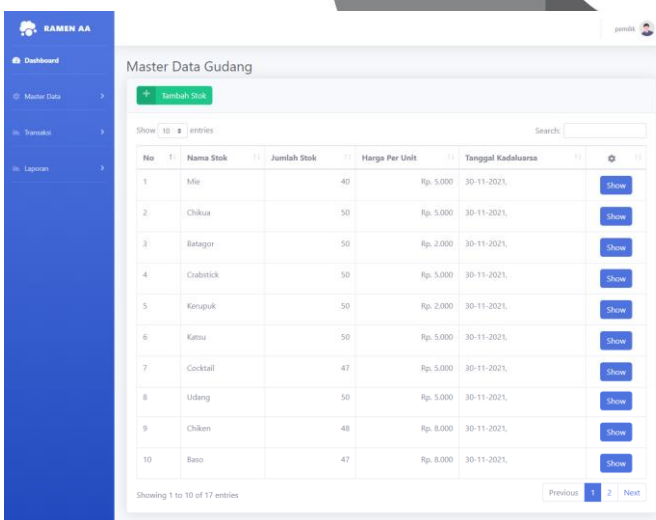 RAMEN AA
pemilik
Dashboard
Master Data
Transaksi
Laporan
Master Data Gudang
+ Tambah Stok
Show 10 entries
Search:
No Nama Stok Jumlah Stok Harga Per Unit Tanggal Kadaluarsa
1 Mie 40 Rp. 5.000 30-11-2021, Show
2 Chikua 50 Rp. 5.000 30-11-2021, Show
3 Batagor 50 Rp. 2.000 30-11-2021, Show
4 Crabstick 50 Rp. 5.000 30-11-2021, Show
5 Kerupuk 50 Rp. 2.000 30-11-2021, Show
6 Katsu 50 Rp. 5.000 30-11-2021, Show
7 Cocktail 47 Rp. 5.000 30-11-2021, Show
8 Udang 50 Rp. 5.000 30-11-2021, Show
9 Chiken 48 Rp. 8.000 30-11-2021, Show
10 Baso 47 Rp. 8.000 30-11-2021, Show
Showing 1 to 10 of 17 entries
Previous 1 2 Next